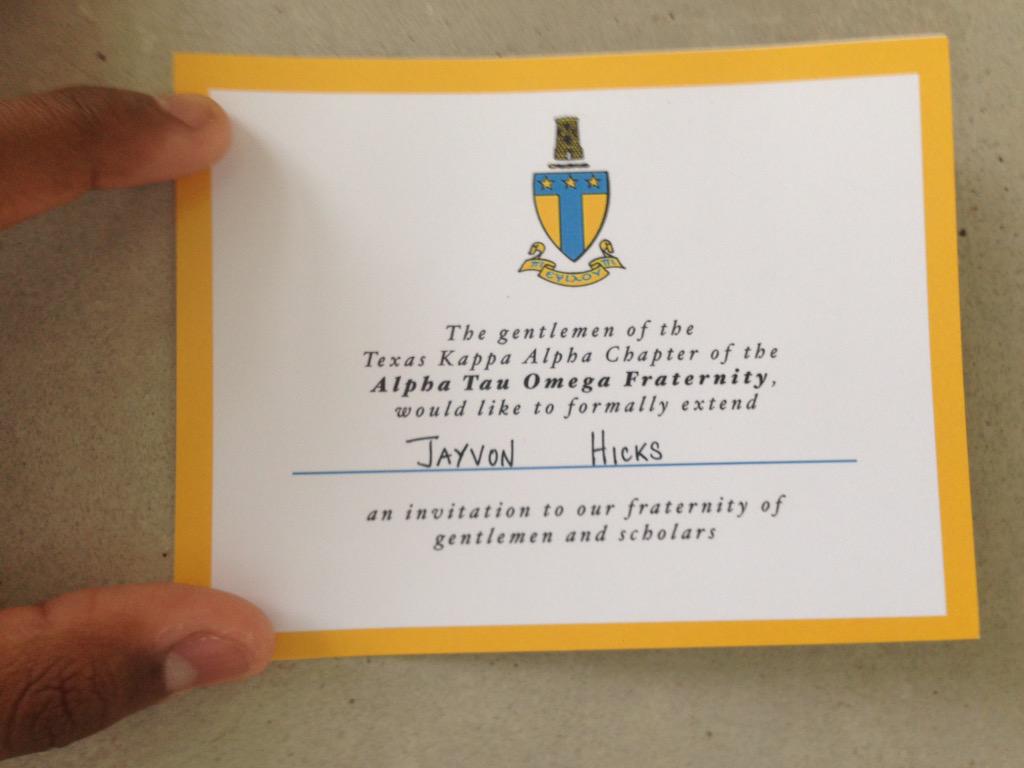 The gentlemen of the
Texas Kappa Alpha Chapter of the
Alpha Tau Omega Fraternity,
would like to formally extend
JAYVON HICKS
an invitation to our fraternity of
gentlemen and scholars